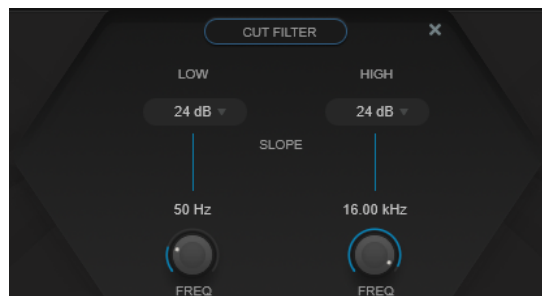 CUT FILTER
LOW HIGH
24 dB 24 dB
SLOPE
50 Hz 16.00 kHz
FREQ FREQ